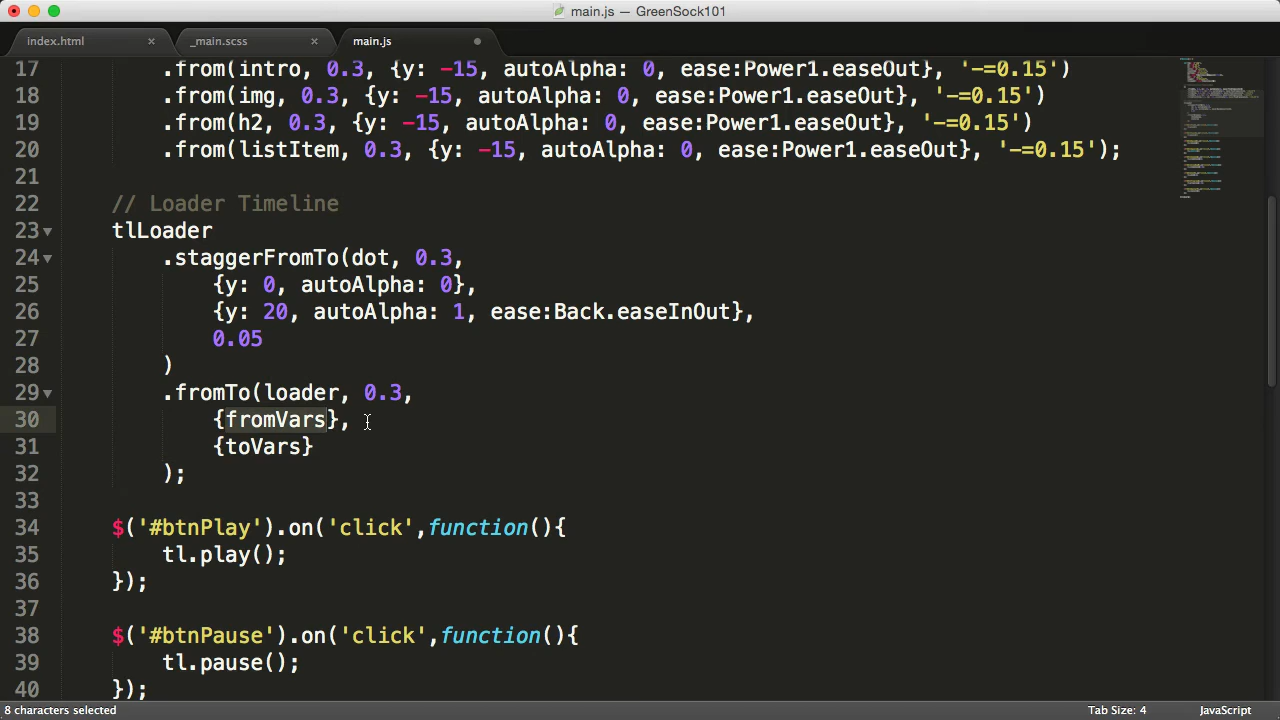 main.js — GreenSock101
index.html × _main.scss × main.js
17 .from(intro, 0.3, {y: -15, autoAlpha: 0, ease:Power1.easeOut}, '-=0.15')
18 .from(img, 0.3, {y: -15, autoAlpha: 0, ease:Power1.easeOut}, '-=0.15')
19 .from(h2, 0.3, {y: -15, autoAlpha: 0, ease:Power1.easeOut}, '-=0.15')
20 .from(listItem, 0.3, {y: -15, autoAlpha: 0, ease:Power1.easeOut}, '-=0.15');
21
22 // Loader Timeline
23 tlLoader
24 .staggerFromTo(dot, 0.3,
25 {y: 0, autoAlpha: 0},
26 {y: 20, autoAlpha: 1, ease:Back.easeInOut},
27 0.05
28 )
29 .fromTo(loader, 0.3,
30 {fromVars},
31 {toVars}
32 );
33
34 $('#btnPlay').on('click',function(){
35 tl.play();
36 });
37
38 $('#btnPause').on('click',function(){
39 tl.pause();
40 });
8 characters selected Tab Size: 4 JavaScript